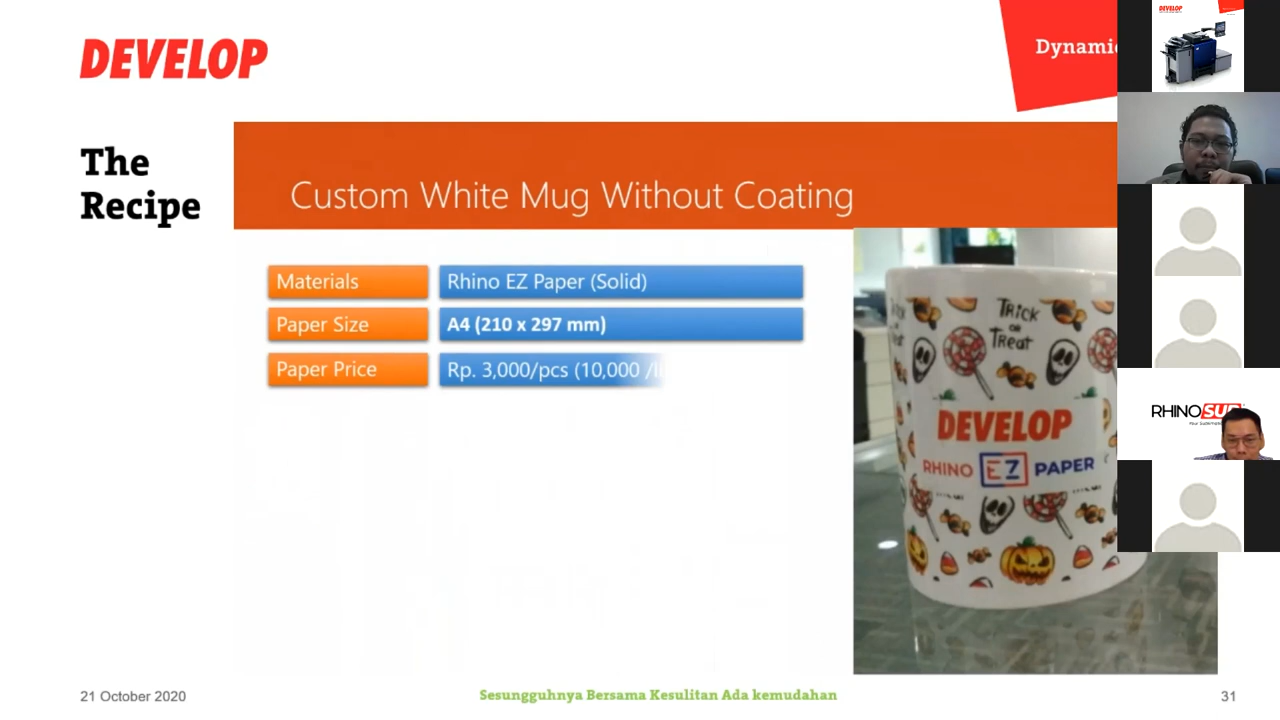 DEVELOP
The
Recipe
Custom White Mug Without Coating
Materials
Rhino EZ Paper (Solid)
Paper Size
A4 (210 x 297 mm)
Paper Price
Rp. 3,000/pcs (10,000
TRick
or
TReat
DEVELOP
RHINO EZ PAPER
DEVELOP
RHINO
21 October 2020
Sesungguhnya Bersama Kesulitan Ada kemudahan
31